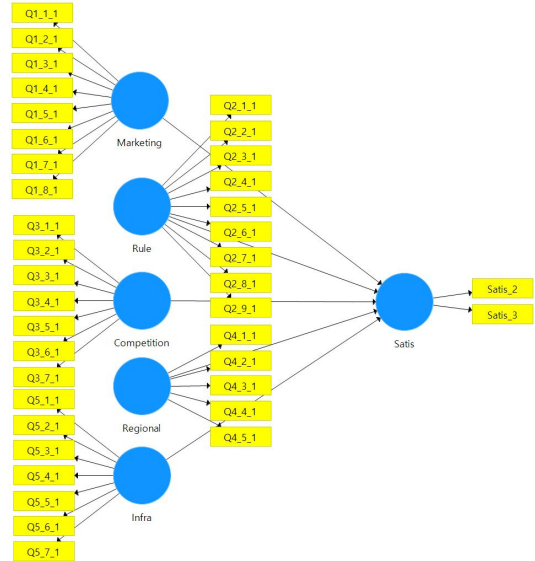 Q1_1_1
Q1_2_1
Q1_3_1
Q1_4_1
Q1_5_1
Q1_6_1
Q1_7_1
Q1_8_1
Marketing
Q2_1_1
Q2_2_1
Q2_3_1
Q2_4_1
Q2_5_1
Q2_6_1
Q2_7_1
Q2_8_1
Q2_9_1
Rule
Q3_1_1
Q3_2_1
Q3_3_1
Q3_4_1
Q3_5_1
Q3_6_1
Q3_7_1
Competition
Q4_1_1
Q4_2_1
Q4_3_1
Q4_4_1
Q4_5_1
Regional
Q5_1_1
Q5_2_1
Q5_3_1
Q5_4_1
Q5_5_1
Q5_6_1
Q5_7_1
Infra
Satis
Satis_2
Satis_3